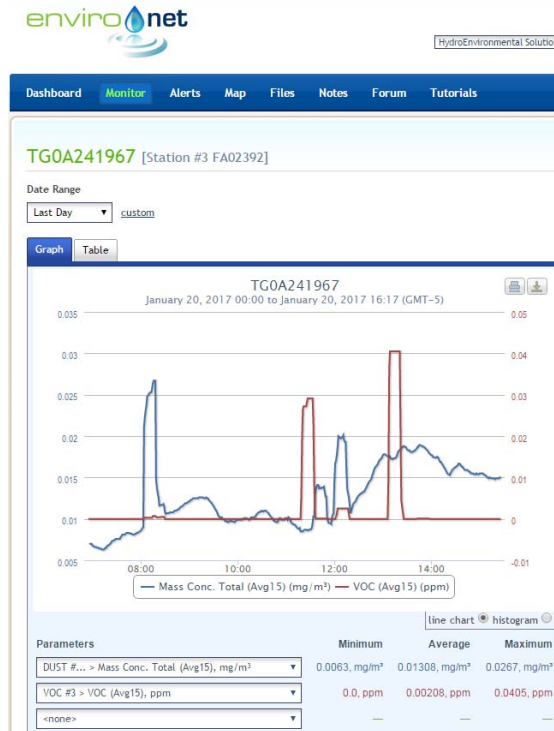 enviro net
HydroEnvironmental Solutio
Dashboard Monitor Alerts Map Files Notes Forum Tutorials
TG0A241967 [Station #3 FA02392]
Date Range
Last Day custom
Graph Table
TG0A241967
January 20, 2017 00:00 to January 20, 2017 16:17 (GMT-5)
0.035 0.05
0.03 0.04
0.025 0.03
0.02 0.02
0.015 0.01
0.01 0
0.005 -0.01
08:00 10:00 12:00 14:00
Mass Conc. Total (Avg15) (mg/m³) VOC (Avg15) (ppm)
line chart histogram
Parameters Minimum Average Maximum
DUST #... > Mass Conc. Total (Avg15), mg/m³ 0.0063, mg/m³ 0.01308, mg/m³ 0.0267, mg/m³
VOC #3 > VOC (Avg15), ppm 0.0, ppm 0.00208, ppm 0.0405, ppm
<none> — — —